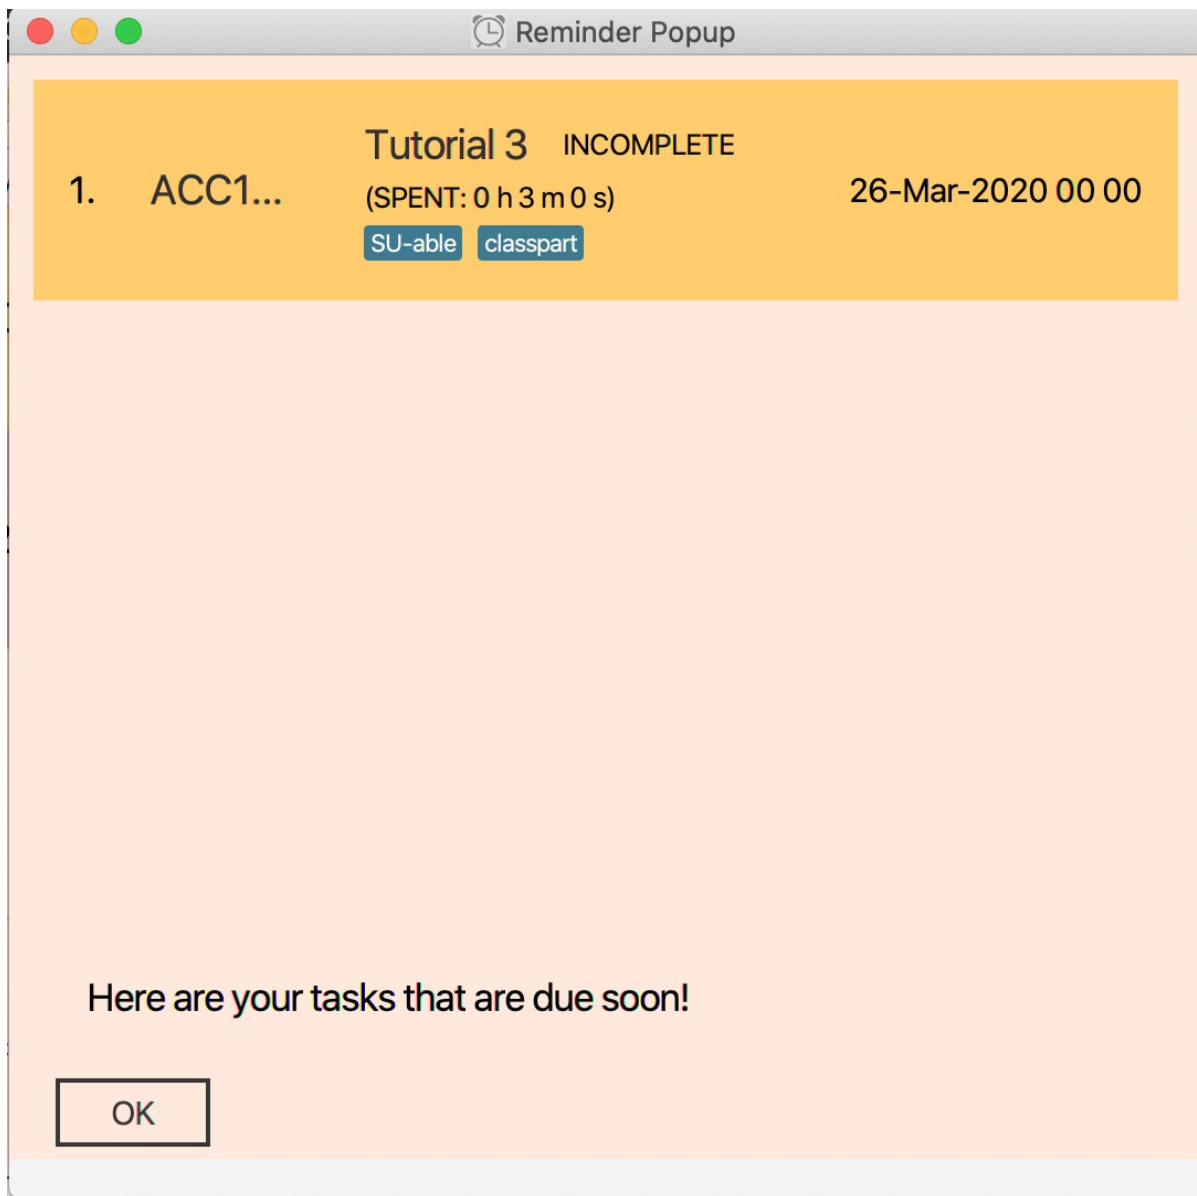 Reminder Popup
1. ACC1... Tutorial 3 INCOMPLETE
(SPENT: 0 h 3 m 0 s)
SU-able classpart
26-Mar-2020 00 00
Here are your tasks that are due soon!
OK